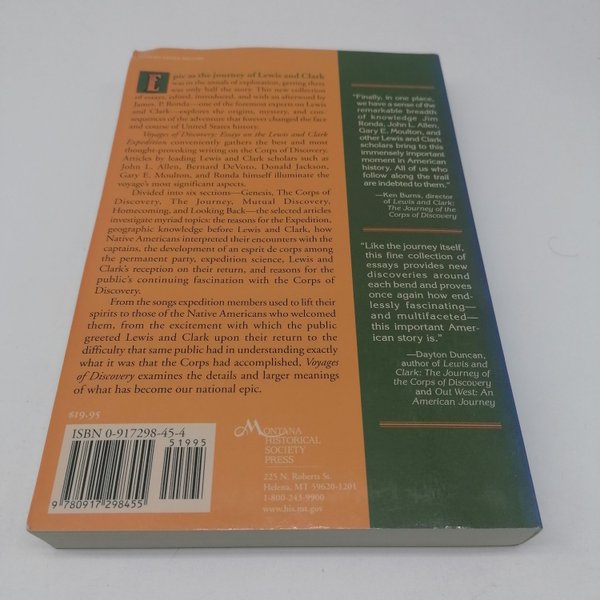 Epic as the journey of Lewis and Clark
was in the annals of exploration, getting there
was only half the story. This new collection
of essays, edited, introduced, and with an afterword by
James P. Ronda—one of the foremost experts on Lewis
and Clark—explores the origins, mystery, and con-
sequences of the adventure that forever changed the face
and course of United States history.
Voyages of Discovery: Essays on the Lewis and Clark
Expedition conveniently gathers the best and most
thought-provoking writing on the Corps of Discovery.
Articles by leading Lewis and Clark scholars such as
John L. Allen, Bernard DeVoto, Donald Jackson,
Gary E. Moulton, and Ronda himself illuminate the
voyage's most significant aspects.
Divided into six sections—Genesis, The Corps of
Discovery, The Journey, Mutual Discovery,
Homecoming, and Looking Back—the selected articles
investigate myriad topics: the reasons for the Expedition,
geographic knowledge before Lewis and Clark, how
Native Americans interpreted their encounters with the
captains, the development of an esprit de corps among
the permanent party, expedition science, Lewis and
Clark's reception on their return, and reasons for the
public's continuing fascination with the Corps of
Discovery.
From the songs expedition members used to lift their
spirits to those of the Native Americans who welcomed
them, from the excitement with which the public
greeted Lewis and Clark upon their return to the
difficulty that same public had in understanding exactly
what it was that the Corps had accomplished, Voyages
of Discovery examines the details and larger meanings
of what has become our national epic.
$19.95
ISBN 0-917298-45-4
51995
9 780917 298455
MONTANA
HISTORICAL
SOCIETY
PRESS
225 N. Roberts St.
Helena, MT 59620-1201
1-800-243-9900
www.his.mt.gov
"Finally, in one place,
we have a sense of the
remarkable breadth
of knowledge Jim
Ronda, John L. Allen,
Gary E. Moulton, and
other Lewis and Clark
scholars bring to this
immensely important
moment in American
history. All of us who
follow along the trail
are indebted to them."
—Ken Burns, director
of Lewis and Clark:
The Journey of the
Corps of Discovery
"Like the journey itself,
this fine collection of
essays provides new
discoveries around
each bend and proves
once again how end-
lessly fascinating—
and multifaceted—
this important Amer-
ican story is."
—Dayton Duncan,
author of Lewis and
Clark: The Journey of
the Corps of Discovery
and Out West: An
American Journey